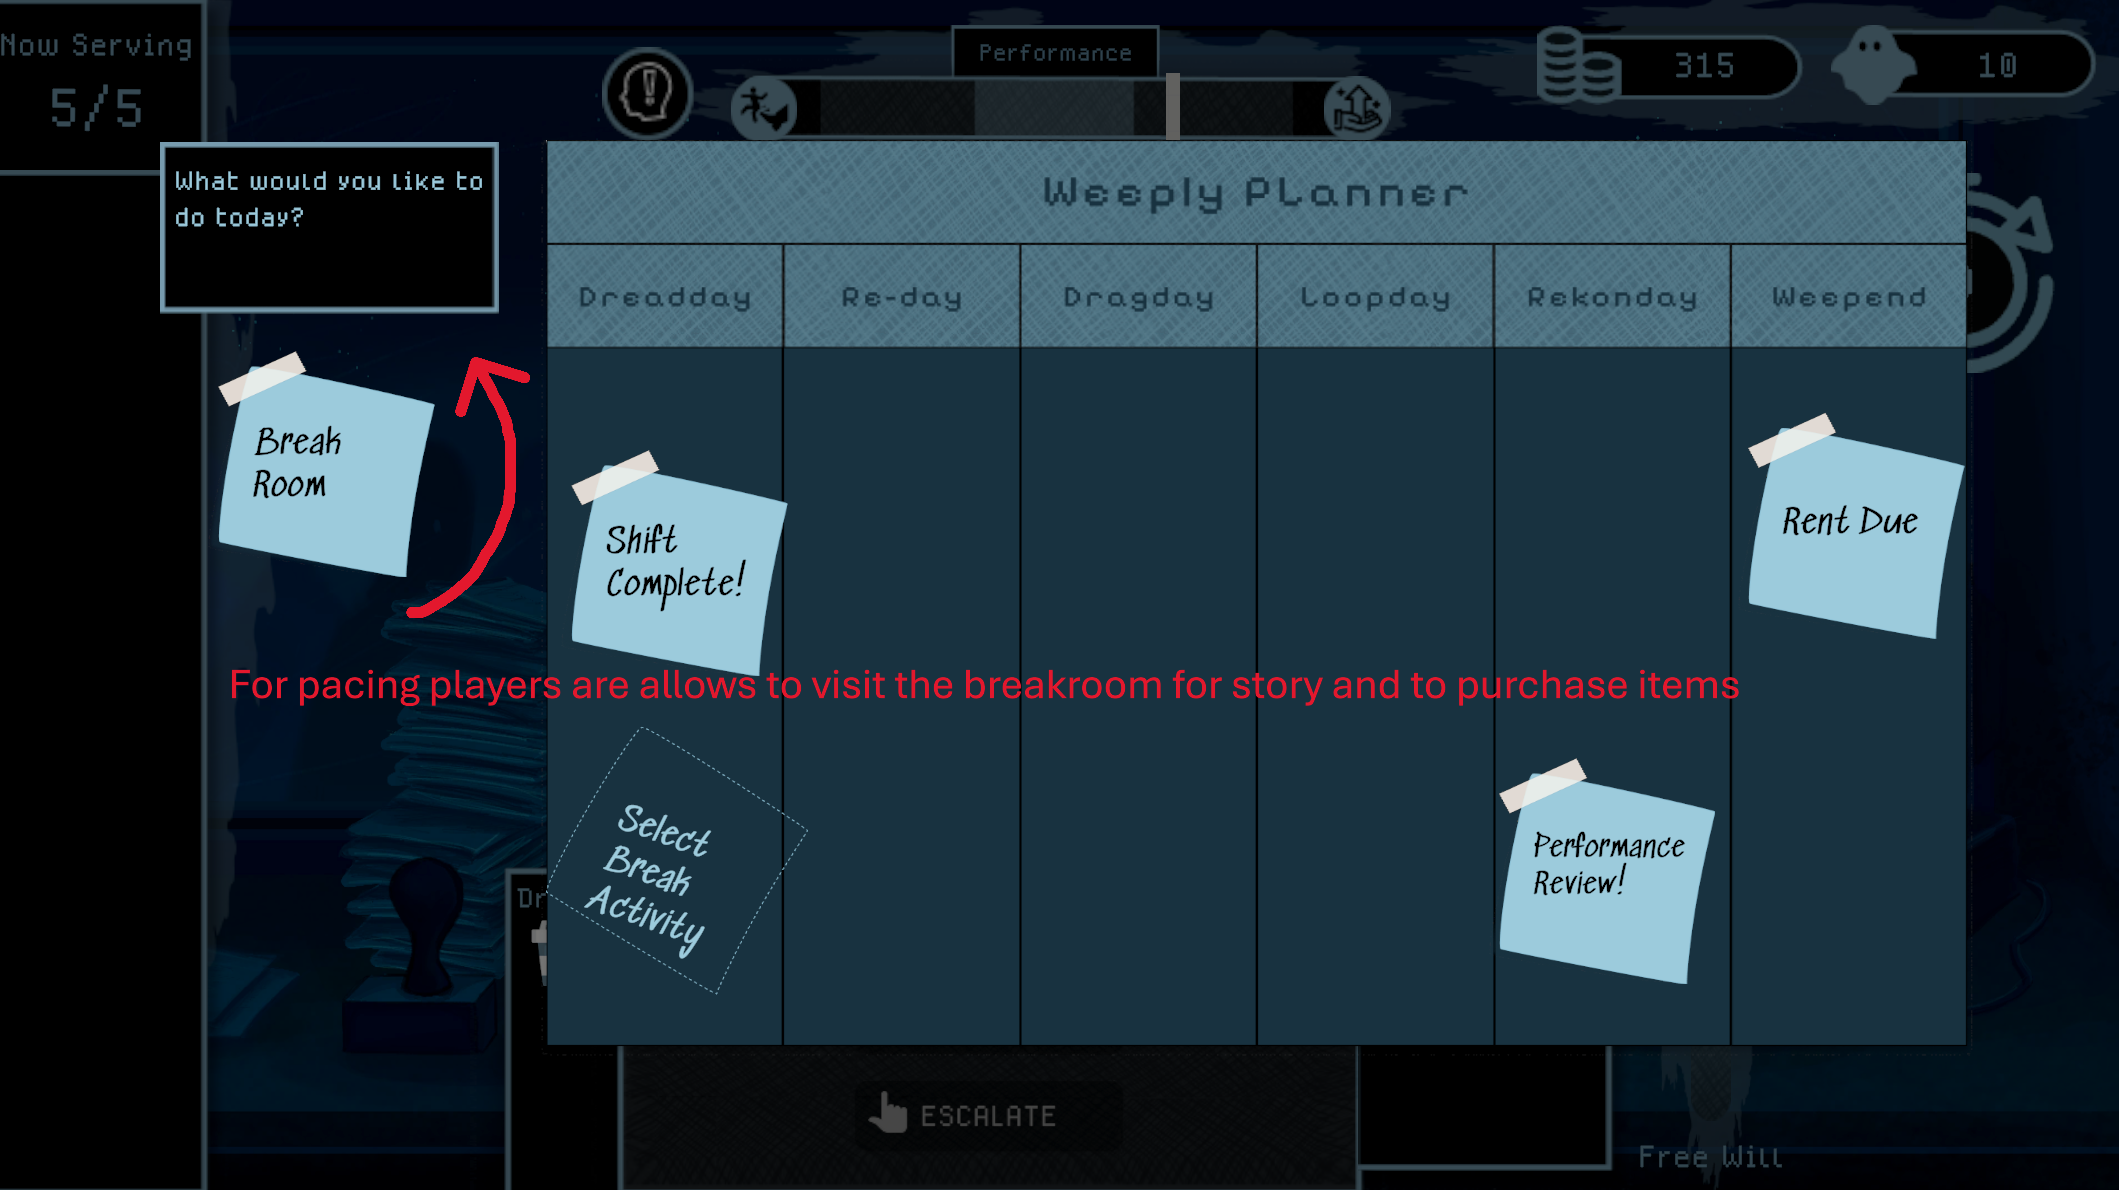 Now Serving
5/5
Performance
315
10
What would you like to
do today?
Weeply Planner
Dreadday
Re-day
Dragday
Loopday
Rekonday
Weepend
Break
Room
Shift
Complete!
Rent Due
For pacing players are allows to visit the breakroom for story and to purchase items
Select
Break
Activity
Performance
Review!
Dr
ESCALATE
Free Will